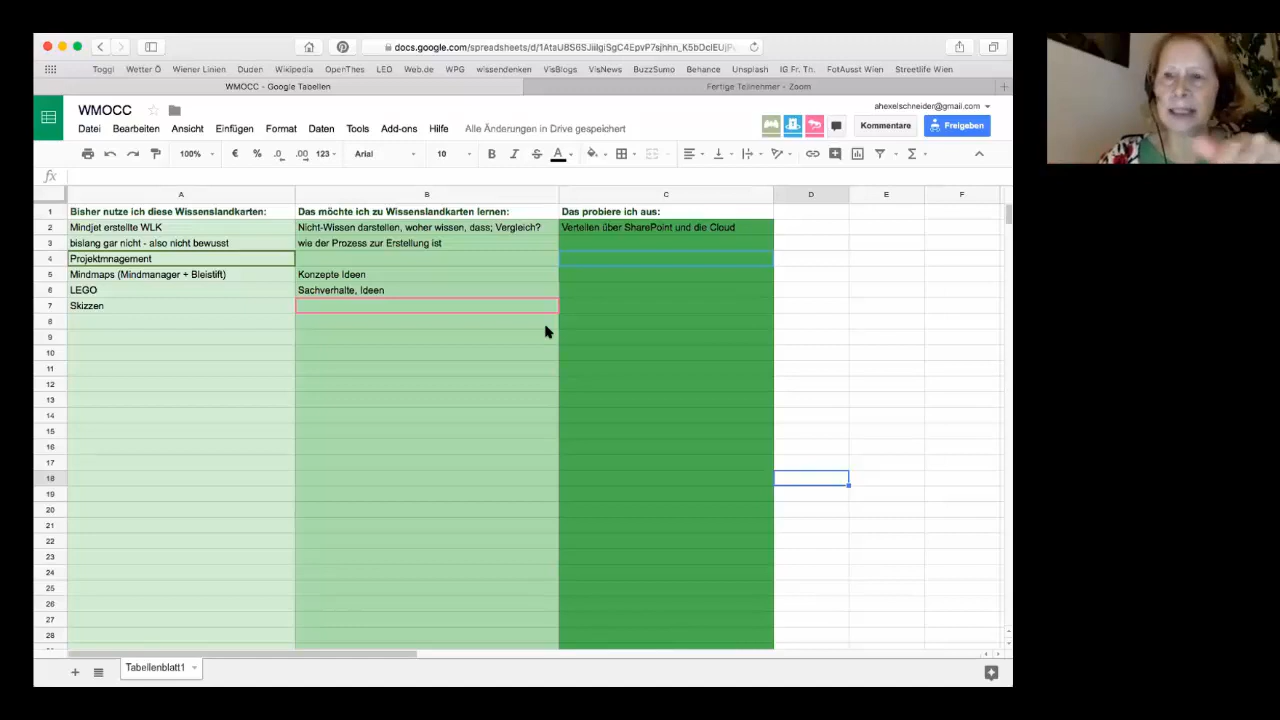 docs.google.com/spreadsheets/d/
Toggl Wetter Ö Wiener Linien Duden Wikipedia OpenThes LEO Web.de WPG wissendenken VisBlogs VisNews BuzzSumo Behance Unsplash IG Fr. Tn. FotAusst Wien Streetlife Wien
WMOCC - Google Tabellen Fertige Teilnehmer - Zoom
WMOCC
ahexelschneider@gmail.com
Datei Bearbeiten Ansicht Einfügen Format Daten Tools Add-ons Hilfe Alle Änderungen in Drive gespeichert Kommentare Freigeben
100% € % .0 .00 123 Arial 10 B I S A Σ
fx
A B C D E F
1 Bisher nutze ich diese Wissenslandkarten: Das möchte ich zu Wissenslandkarten lernen: Das probiere ich aus:
2 Mindjet erstellte WLK Nicht-Wissen darstellen, woher wissen, dass; Vergleich? Verteilen über SharePoint und die Cloud
3 bislang gar nicht - also nicht bewusst wie der Prozess zur Erstellung ist
4 Projektmnagement
5 Mindmaps (Mindmanager + Bleistift) Konzepte Ideen
6 LEGO Sachverhalte, Ideen
7 Skizzen
8
9
10
11
12
13
14
15
16
17
18
19
20
21
22
23
24
25
26
27
28
Tabellenblatt1